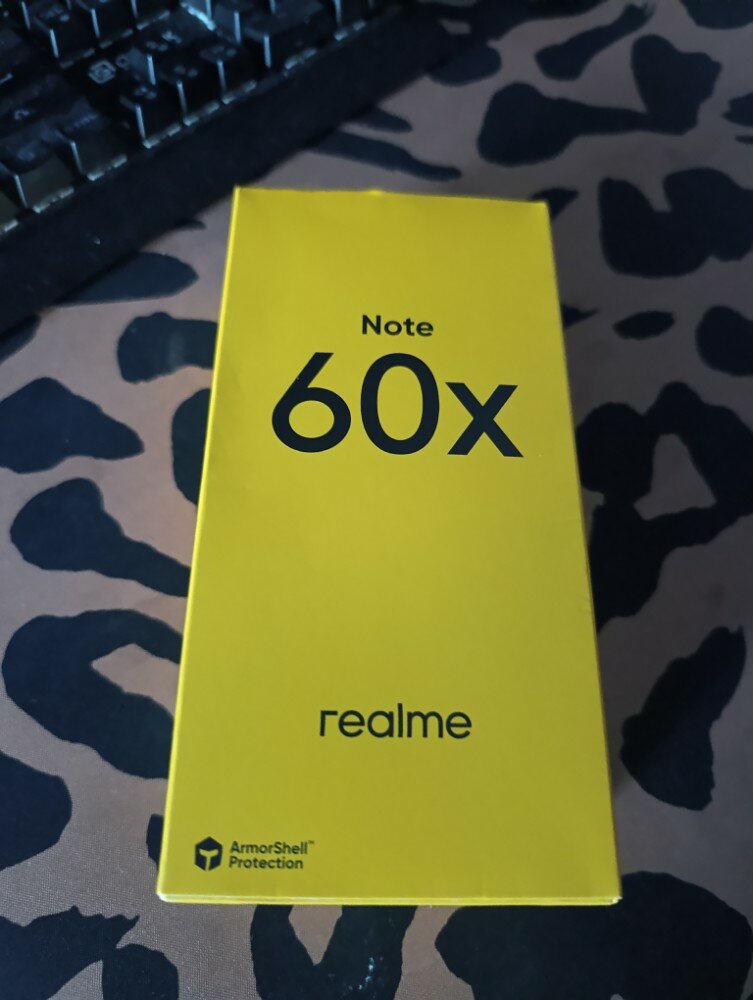 Note
60x
realme
ArmorShell™
Protection